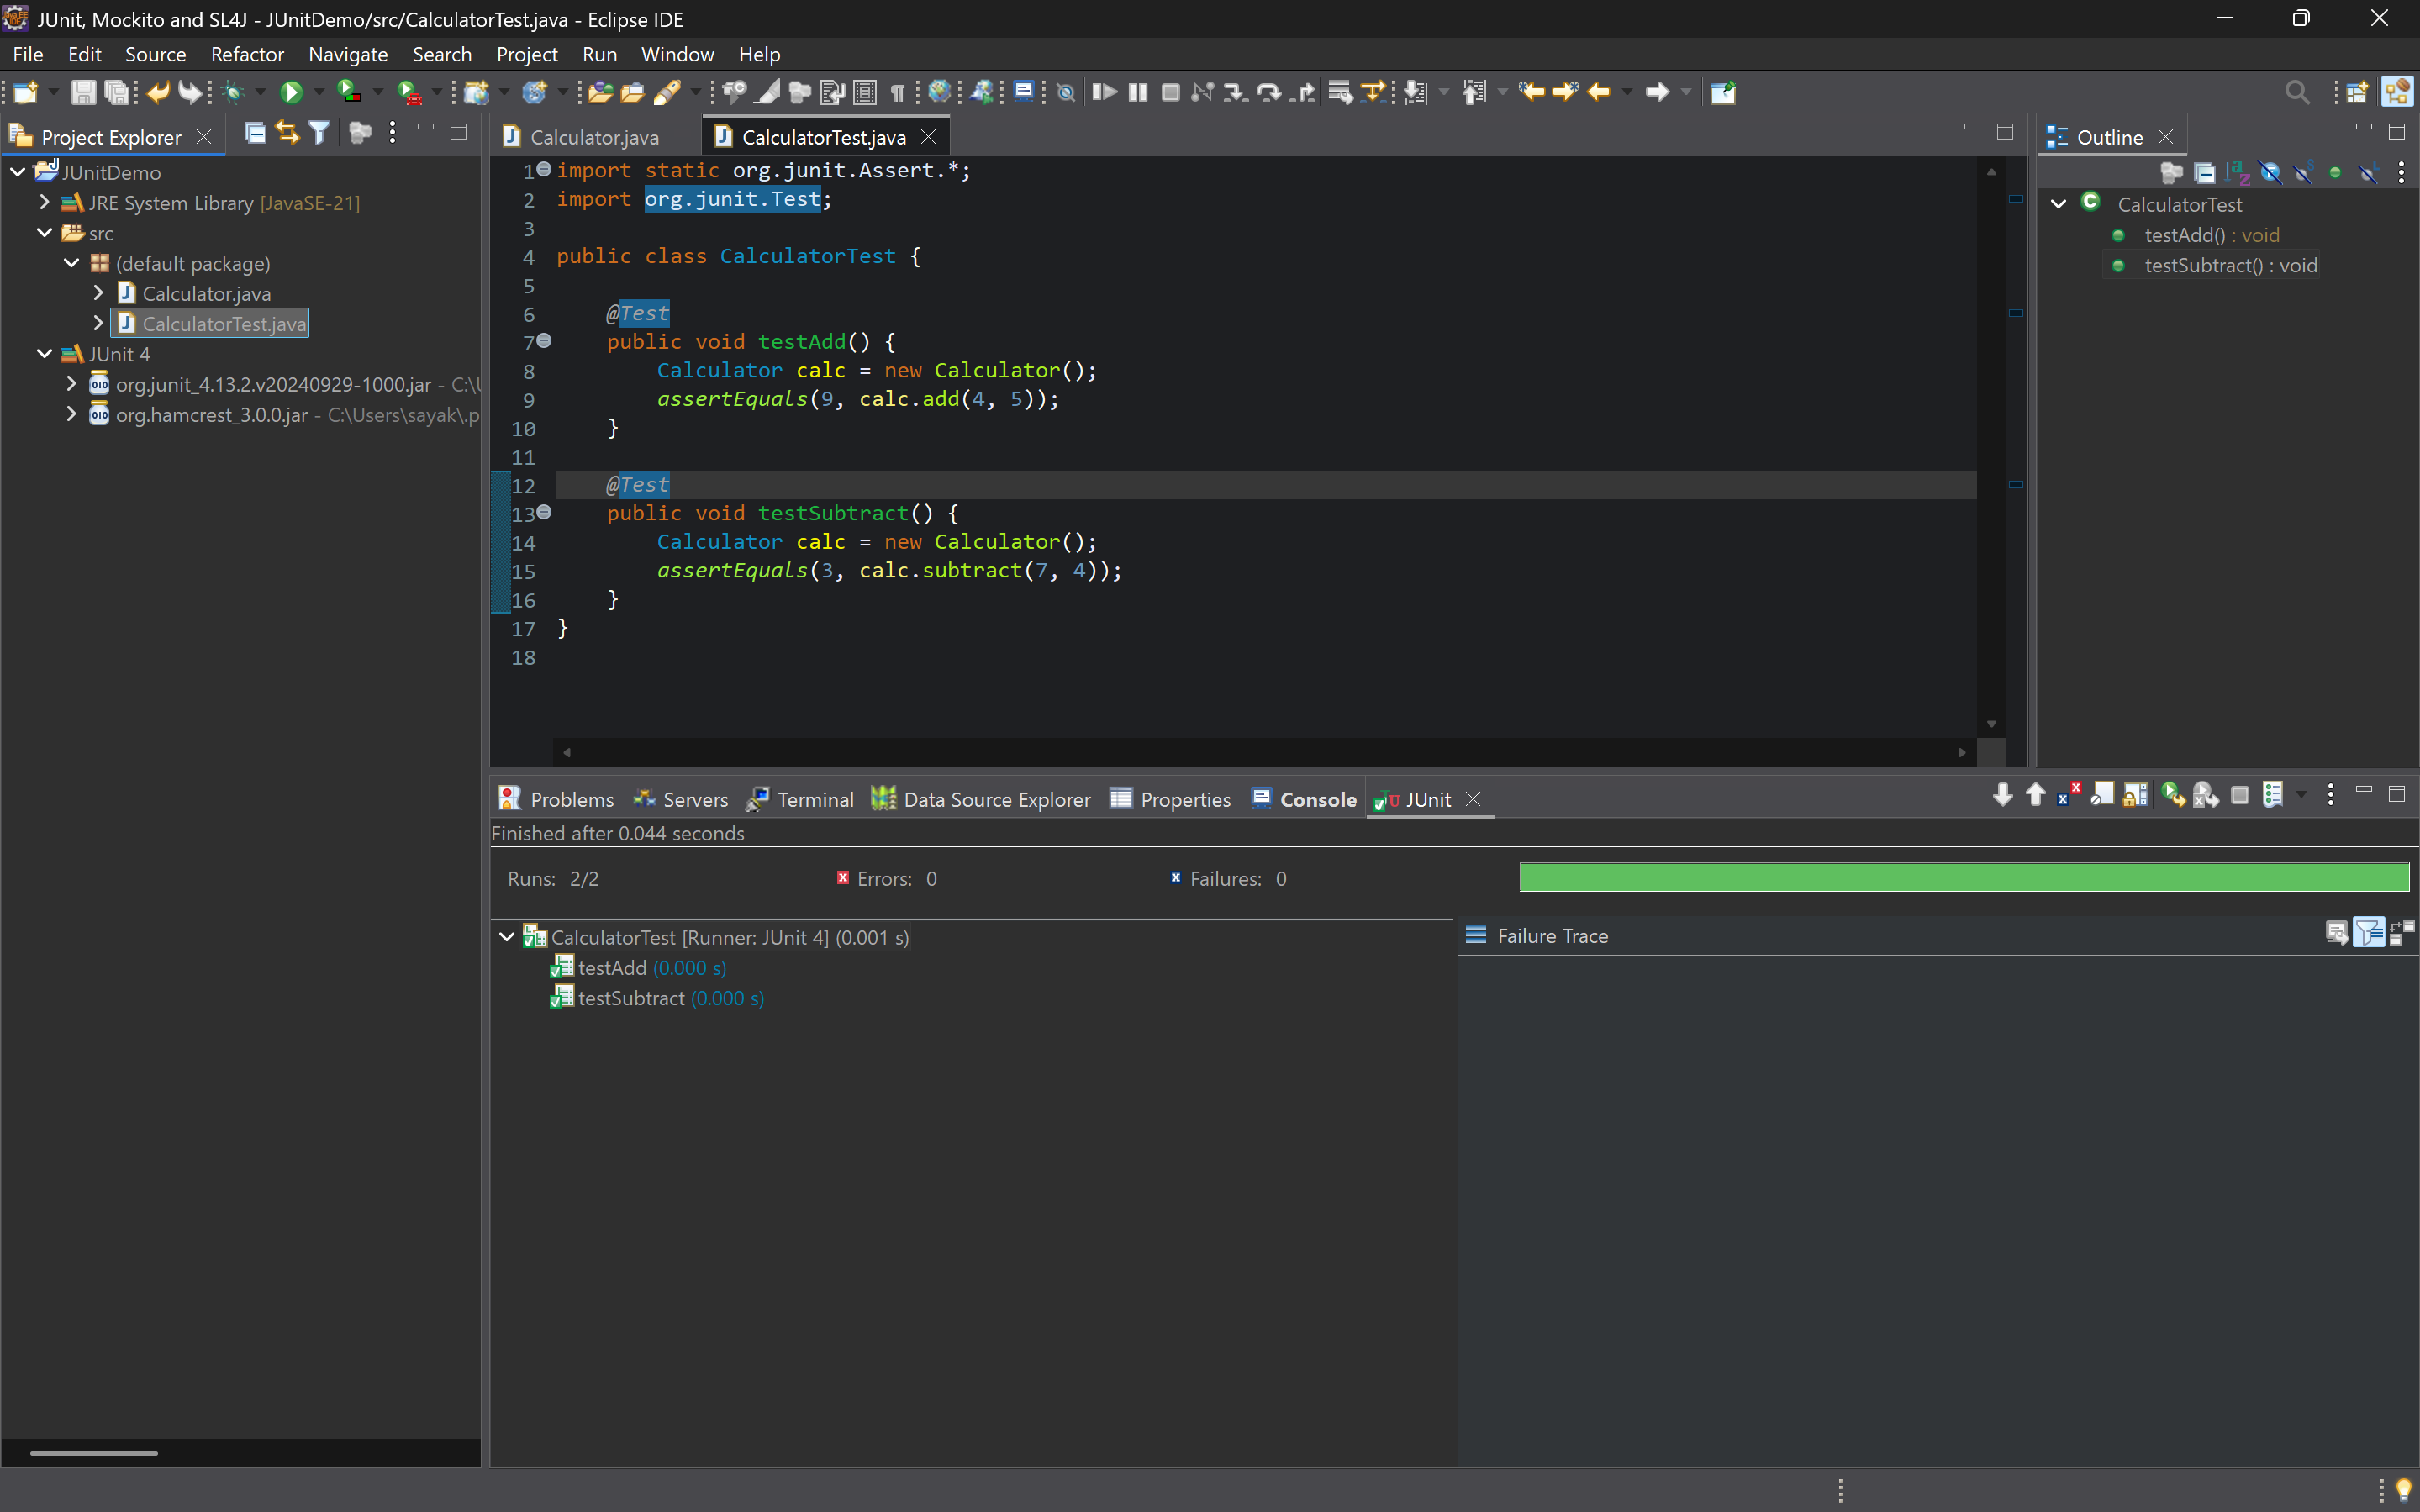 JUnit, Mockito and SL4J - JUnitDemo/src/CalculatorTest.java - Eclipse IDE
File Edit Source Refactor Navigate Search Project Run Window Help
Project Explorer
JUnitDemo
JRE System Library [JavaSE-21]
src
(default package)
Calculator.java
CalculatorTest.java
JUnit 4
org.junit_4.13.2.v20240929-1000.jar - C:\U
org.hamcrest_3.0.0.jar - C:\Users\sayak\.p
Calculator.java CalculatorTest.java
1 import static org.junit.Assert.*;
2 import org.junit.Test;
3
4 public class CalculatorTest {
5
6 @Test
7 public void testAdd() {
8 Calculator calc = new Calculator();
9 assertEquals(9, calc.add(4, 5));
10 }
11
12 @Test
13 public void testSubtract() {
14 Calculator calc = new Calculator();
15 assertEquals(3, calc.subtract(7, 4));
16 }
17 }
18
Outline
CalculatorTest
testAdd() : void
testSubtract() : void
Problems Servers Terminal Data Source Explorer Properties Console JUnit
Finished after 0.044 seconds
Runs: 2/2 Errors: 0 Failures: 0
CalculatorTest [Runner: JUnit 4] (0.001 s)
testAdd (0.000 s)
testSubtract (0.000 s)
Failure Trace